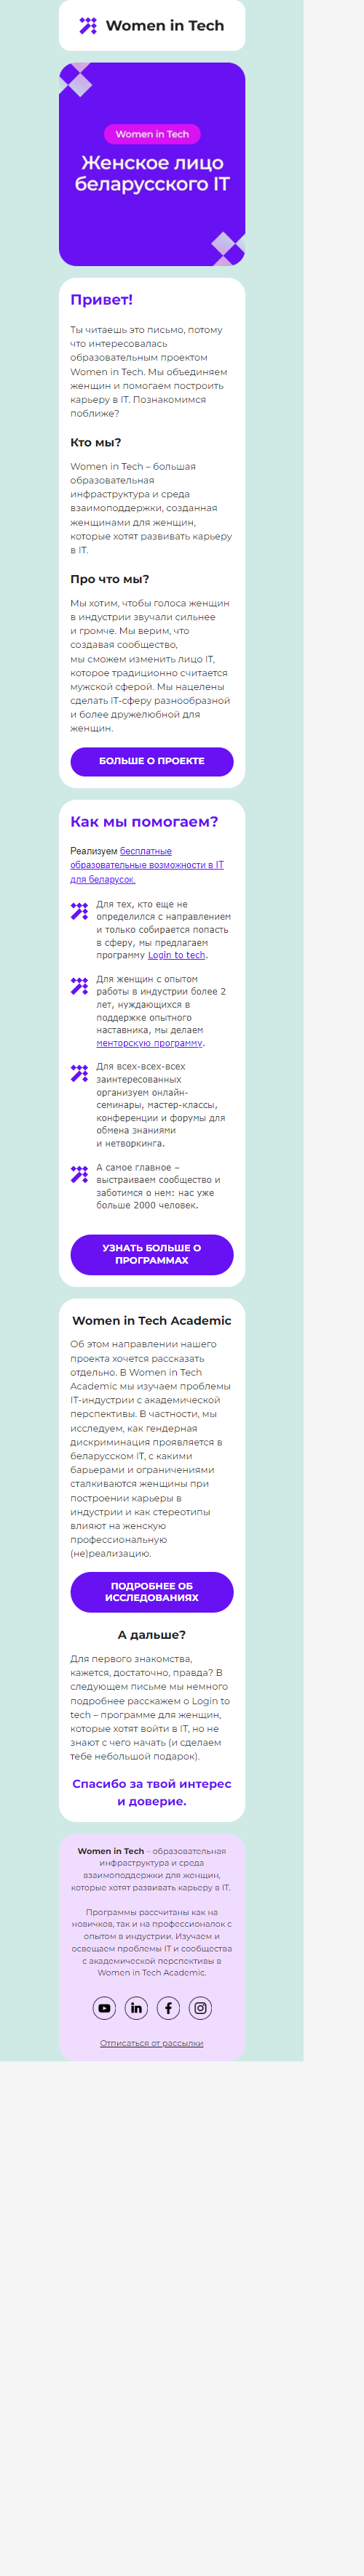 Women in Tech
Women in Tech
Женское лицо
беларусского IT
Привет!
Ты читаешь это письмо, потому
что интересовалась
образовательным проектом
Women in Tech. Мы объединяем
женщин и помогаем построить
карьеру в IT. Познакомимся
поближе?
Кто мы?
Women in Tech – большая
образовательная
инфраструктура и среда
взаимоподдержки, созданная
женщинами для женщин,
которые хотят развивать карьеру
в IT.
Про что мы?
Мы хотим, чтобы голоса женщин
в индустрии звучали сильнее
и громче. Мы верим, что
создавая сообщество,
мы сможем изменить лицо IT,
которое традиционно считается
мужской сферой. Мы нацелены
сделать IT-сферу разнообразной
и более дружелюбной для
женщин.
БОЛЬШЕ О ПРОЕКТЕ
Как мы помогаем?
Реализуем бесплатные
образовательные возможности в IT
для беларусок.
Для тех, кто еще не
определился с направлением
и только собирается попасть
в сферу, мы предлагаем
программу Login to tech.
Для женщин с опытом
работы в индустрии более 2
лет, нуждающихся в
поддержке опытного
наставника, мы делаем
менторскую программу.
Для всех-всех-всех
заинтересованных
организуем онлайн-
семинары, мастер-классы,
конференции и форумы для
обмена знаниями
и нетворкинга.
А самое главное –
выстраиваем сообщество и
заботимся о нем: нас уже
больше 2000 человек.
УЗНАТЬ БОЛЬШЕ О
ПРОГРАММАХ
Women in Tech Academic
Об этом направлении нашего
проекта хочется рассказать
отдельно. В Women in Tech
Academic мы изучаем проблемы
IT-индустрии с академической
перспективы. В частности, мы
исследуем, как гендерная
дискриминация проявляется в
беларусском IT, с какими
барьерами и ограничениями
сталкиваются женщины при
построении карьеры в
индустрии и как стереотипы
влияют на женскую
профессиональную
(не)реализацию.
ПОДРОБНЕЕ ОБ
ИССЛЕДОВАНИЯХ
А дальше?
Для первого знакомства,
кажется, достаточно, правда? В
следующем письме мы немного
подробнее расскажем о Login to
tech – программе для женщин,
которые хотят войти в IT, но не
знают с чего начать (и сделаем
тебе небольшой подарок).
Спасибо за твой интерес
и доверие.
Women in Tech – образовательная
инфраструктура и среда
взаимоподдержки для женщин,
которые хотят развивать карьеру в IT.
Программы рассчитаны как на
новичков, так и на профессионалок с
опытом в индустрии. Изучаем и
освещаем проблемы IT и сообщества
с академической перспективы в
Women in Tech Academic.
Отписаться от рассылки